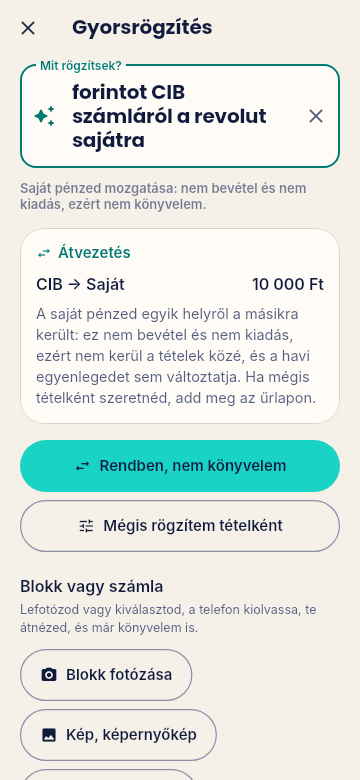 Gyorsrögzítés
Mit rögzítsek?
forintot CIB
számláról a revolut
sajátra
Saját pénzed mozgatása: nem bevétel és nem
kiadás, ezért nem könyvelem.
Átvezetés
CIB → Saját
10 000 Ft
A saját pénzed egyik helyről a másikra
került: ez nem bevétel és nem kiadás,
ezért nem kerül a tételek közé, és a havi
egyenlegedet sem változtatja. Ha mégis
tételként szeretnéd, add meg az űrlapon.
Rendben, nem könyvelem
Mégis rögzítem tételként
Blokk vagy számla
Lefotózod vagy kiválasztod, a telefon kiolvassa, te
átnézed, és már könyvelem is.
Blokk fotózása
Kép, képernyőkép